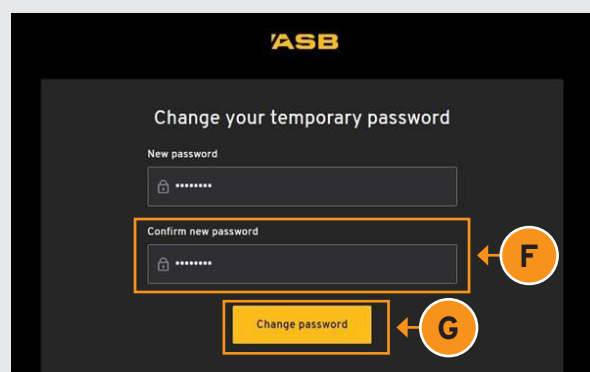 ASB
Change your temporary password
New password
••••••••
Confirm new password
••••••••
F
Change password
G